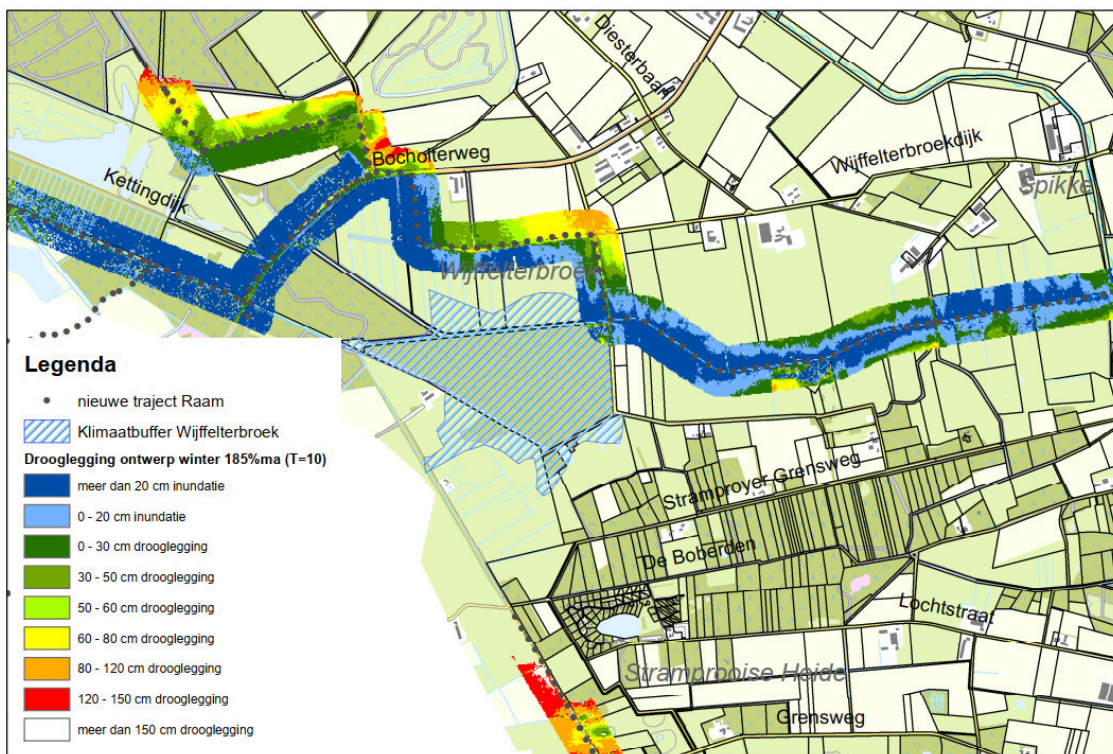 Diesterbaan
Bocholterweg
Wijffelterbroekdijk
Spikke
Kettingdijk
Wijffelterbroek
Legenda
nieuwe traject Raam
Klimaatbuffer Wijffelterbroek
Drooglegging ontwerp winter 185%ma (T=10)
meer dan 20 cm inundatie
0 - 20 cm inundatie
0 - 30 cm drooglegging
30 - 50 cm drooglegging
50 - 60 cm drooglegging
60 - 80 cm drooglegging
80 - 120 cm drooglegging
120 - 150 cm drooglegging
meer dan 150 cm drooglegging
Stramproyer Grensweg
De Boberden
Lochtstraat
Stramprooise Heide
Grensweg